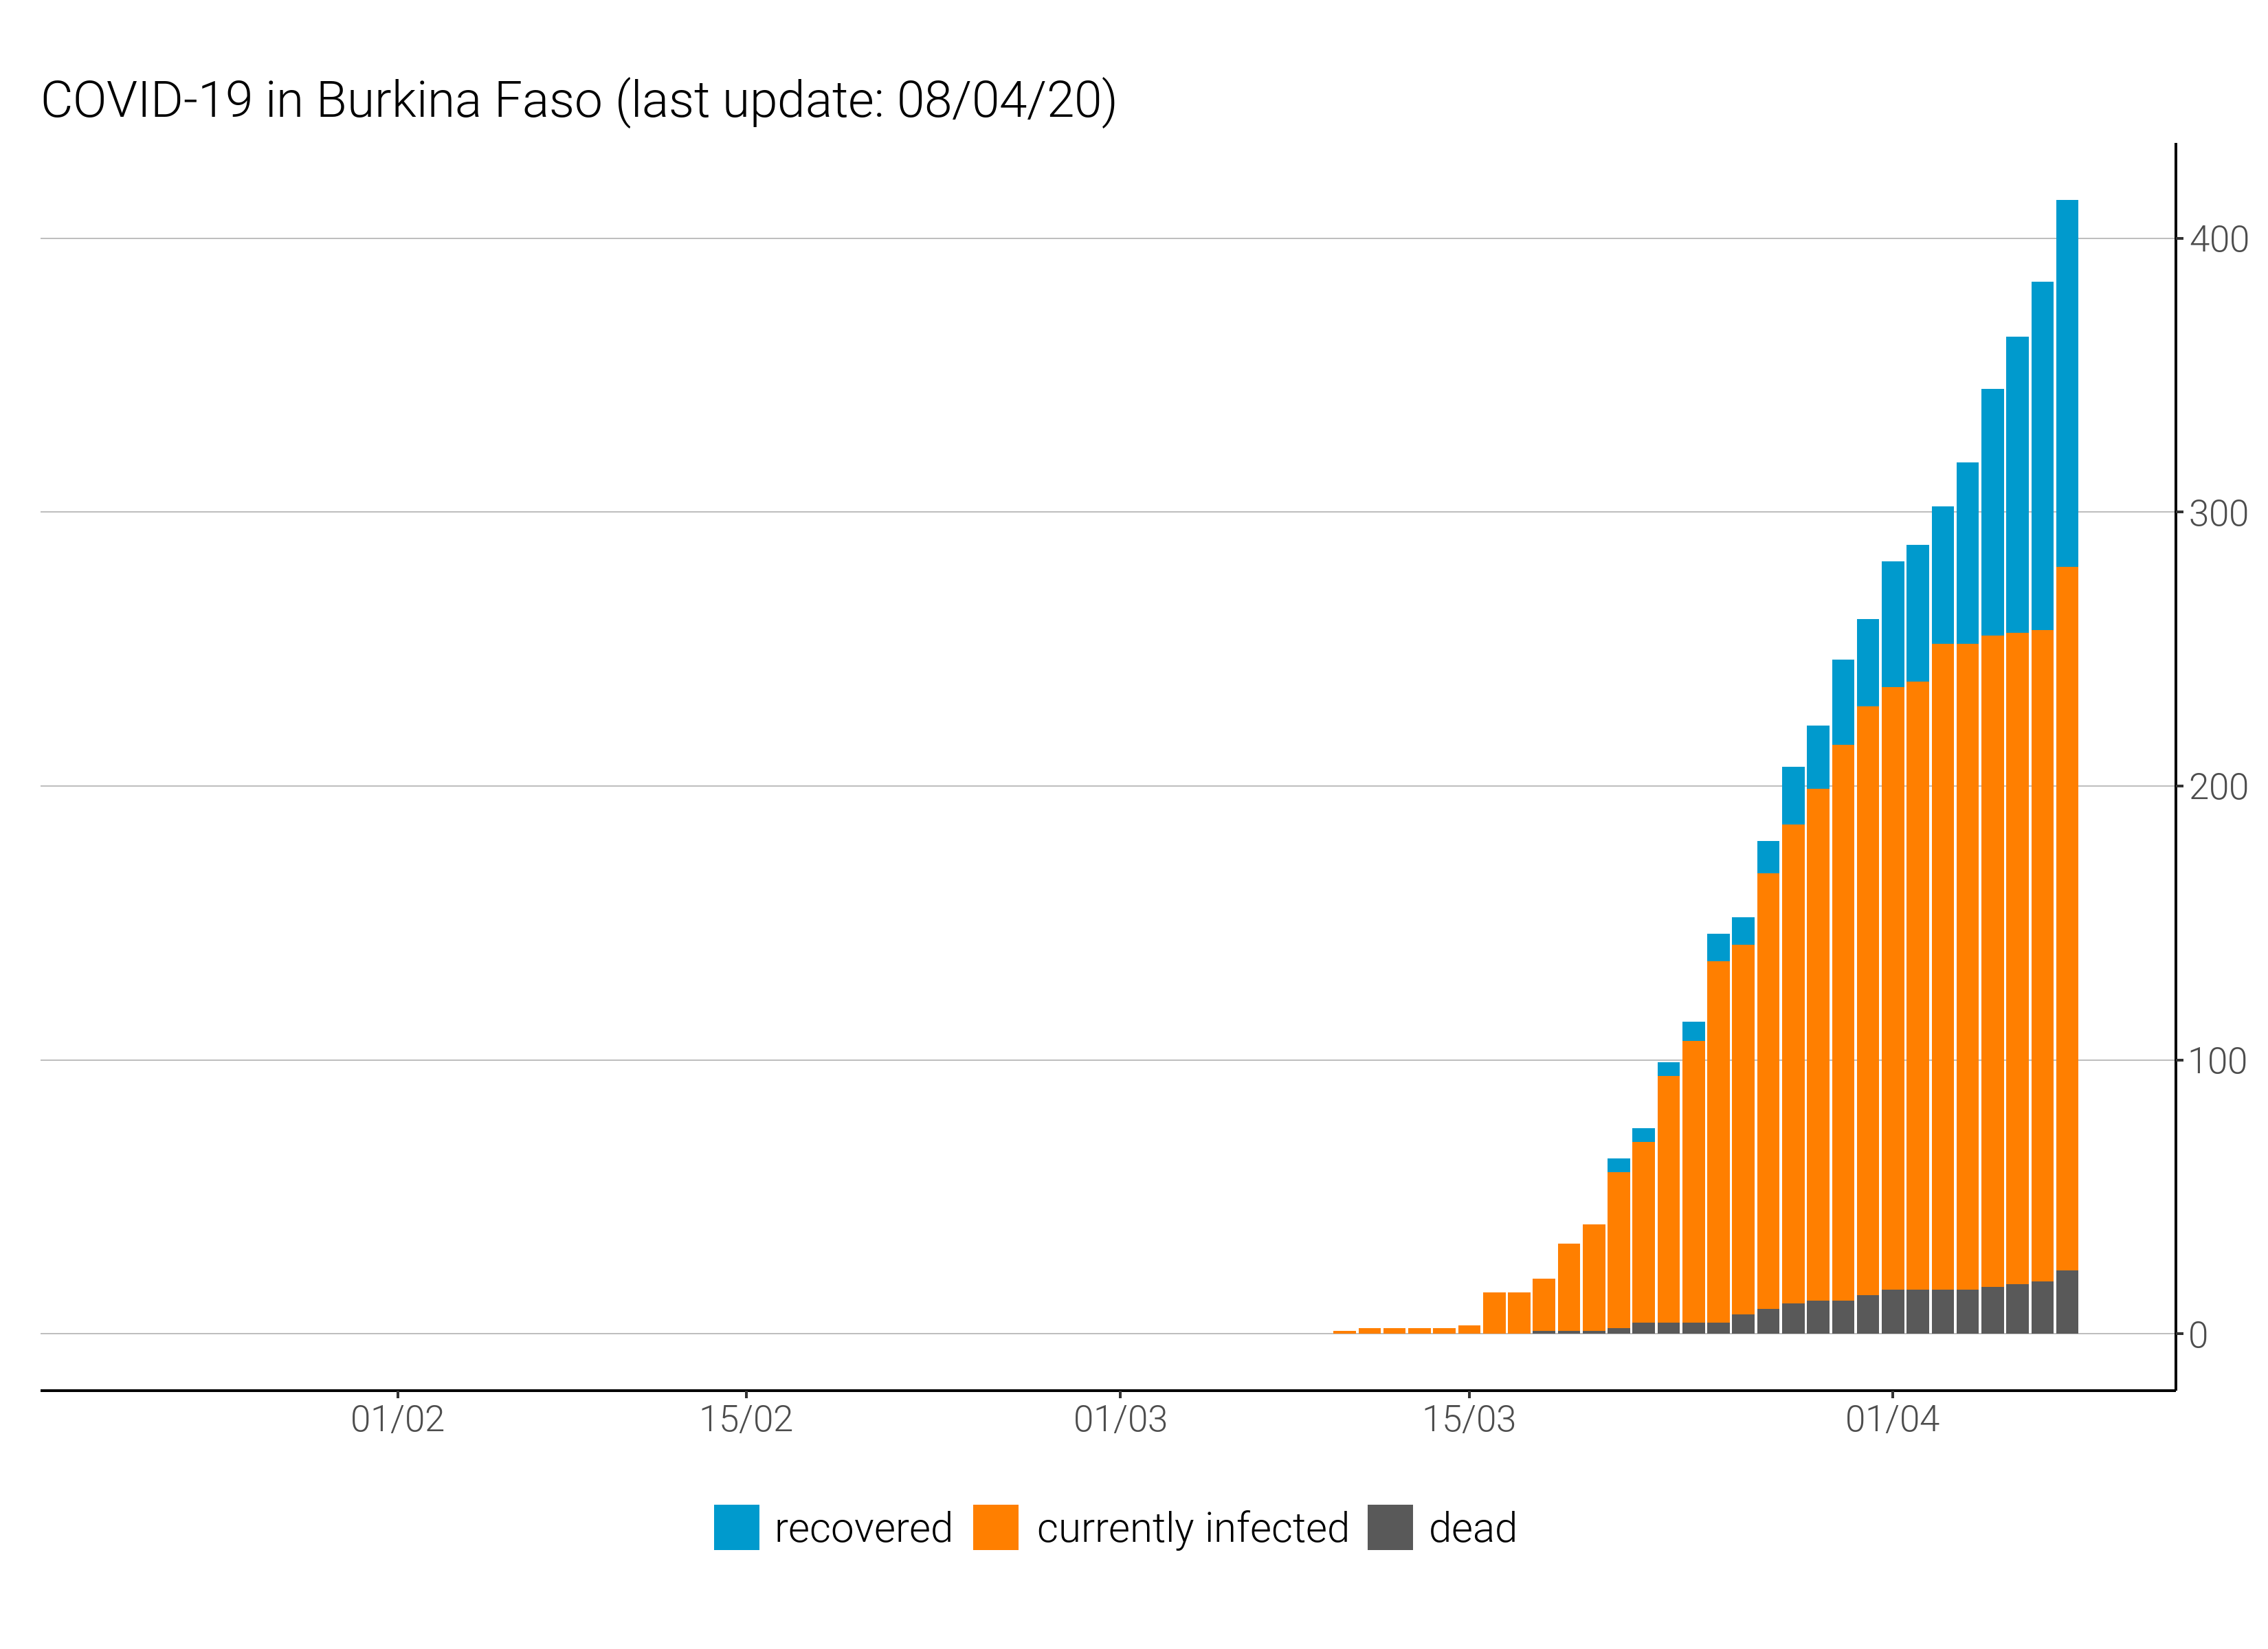 COVID-19 in Burkina Faso (last update: 08/04/20)
400
300
200
100
0
01/02 15/02 01/03 15/03 01/04
recovered currently infected dead